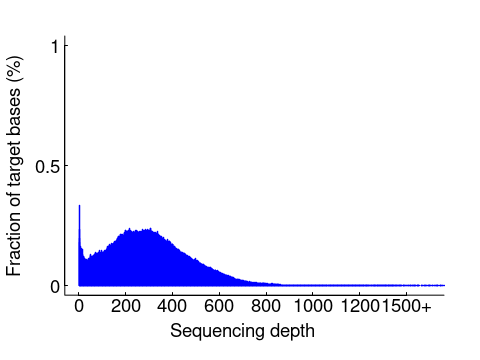 Fraction of target bases (%)
1
0.5
0
0 200 400 600 800 1000 1200 1500+
Sequencing depth